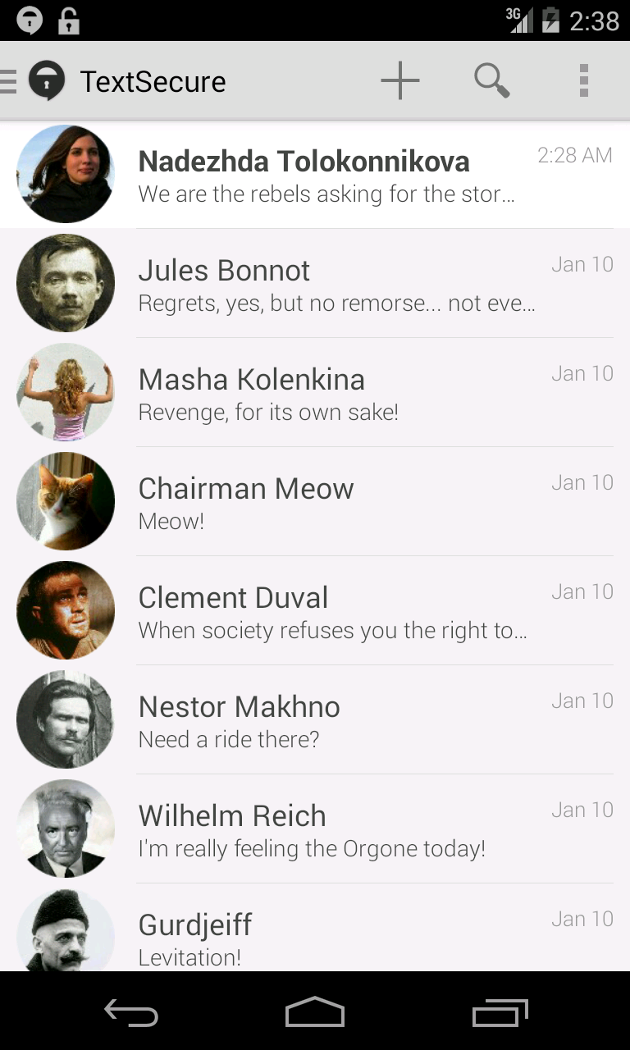 3G 2:38
TextSecure
Nadezhda Tolokonnikova 2:28 AM
We are the rebels asking for the stor...
Jules Bonnot Jan 10
Regrets, yes, but no remorse... not eve...
Masha Kolenkina Jan 10
Revenge, for its own sake!
Chairman Meow Jan 10
Meow!
Clement Duval Jan 10
When society refuses you the right to...
Nestor Makhno Jan 10
Need a ride there?
Wilhelm Reich Jan 10
I'm really feeling the Orgone today!
Gurdjeiff Jan 10
Levitation!